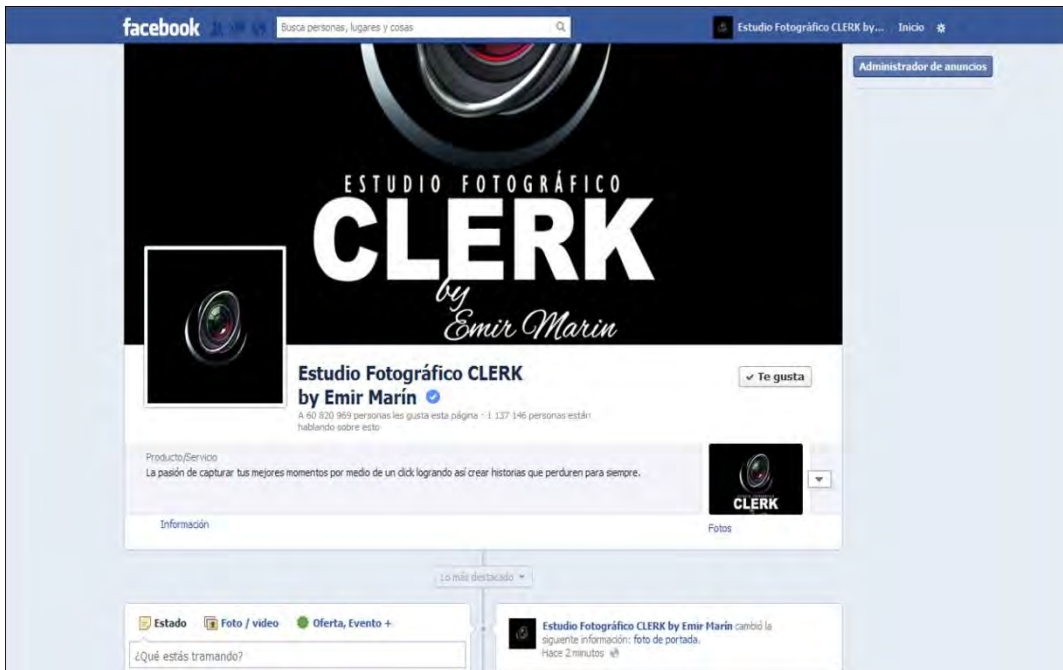 facebook
Busca personas, lugares y cosas
Estudio Fotográfico CLERK by...
Inicio
Administrador de anuncios
ESTUDIO FOTOGRÁFICO
CLERK
by
Emir Marin
Estudio Fotográfico CLERK
by Emir Marín
Te gusta
A 60 820 969 personas les gusta esta página · 1 137 146 personas están
hablando sobre esto
Producto/Servicio
La pasión de capturar tus mejores momentos por medio de un click logrando así crear historias que perduren para siempre.
CLERK
Información
Fotos
Lo más destacado
Estado
Foto / video
Oferta, Evento +
¿Qué estás tramando?
Estudio Fotográfico CLERK by Emir Marin cambió la
siguiente información: foto de portada.
Hace 2 minutos